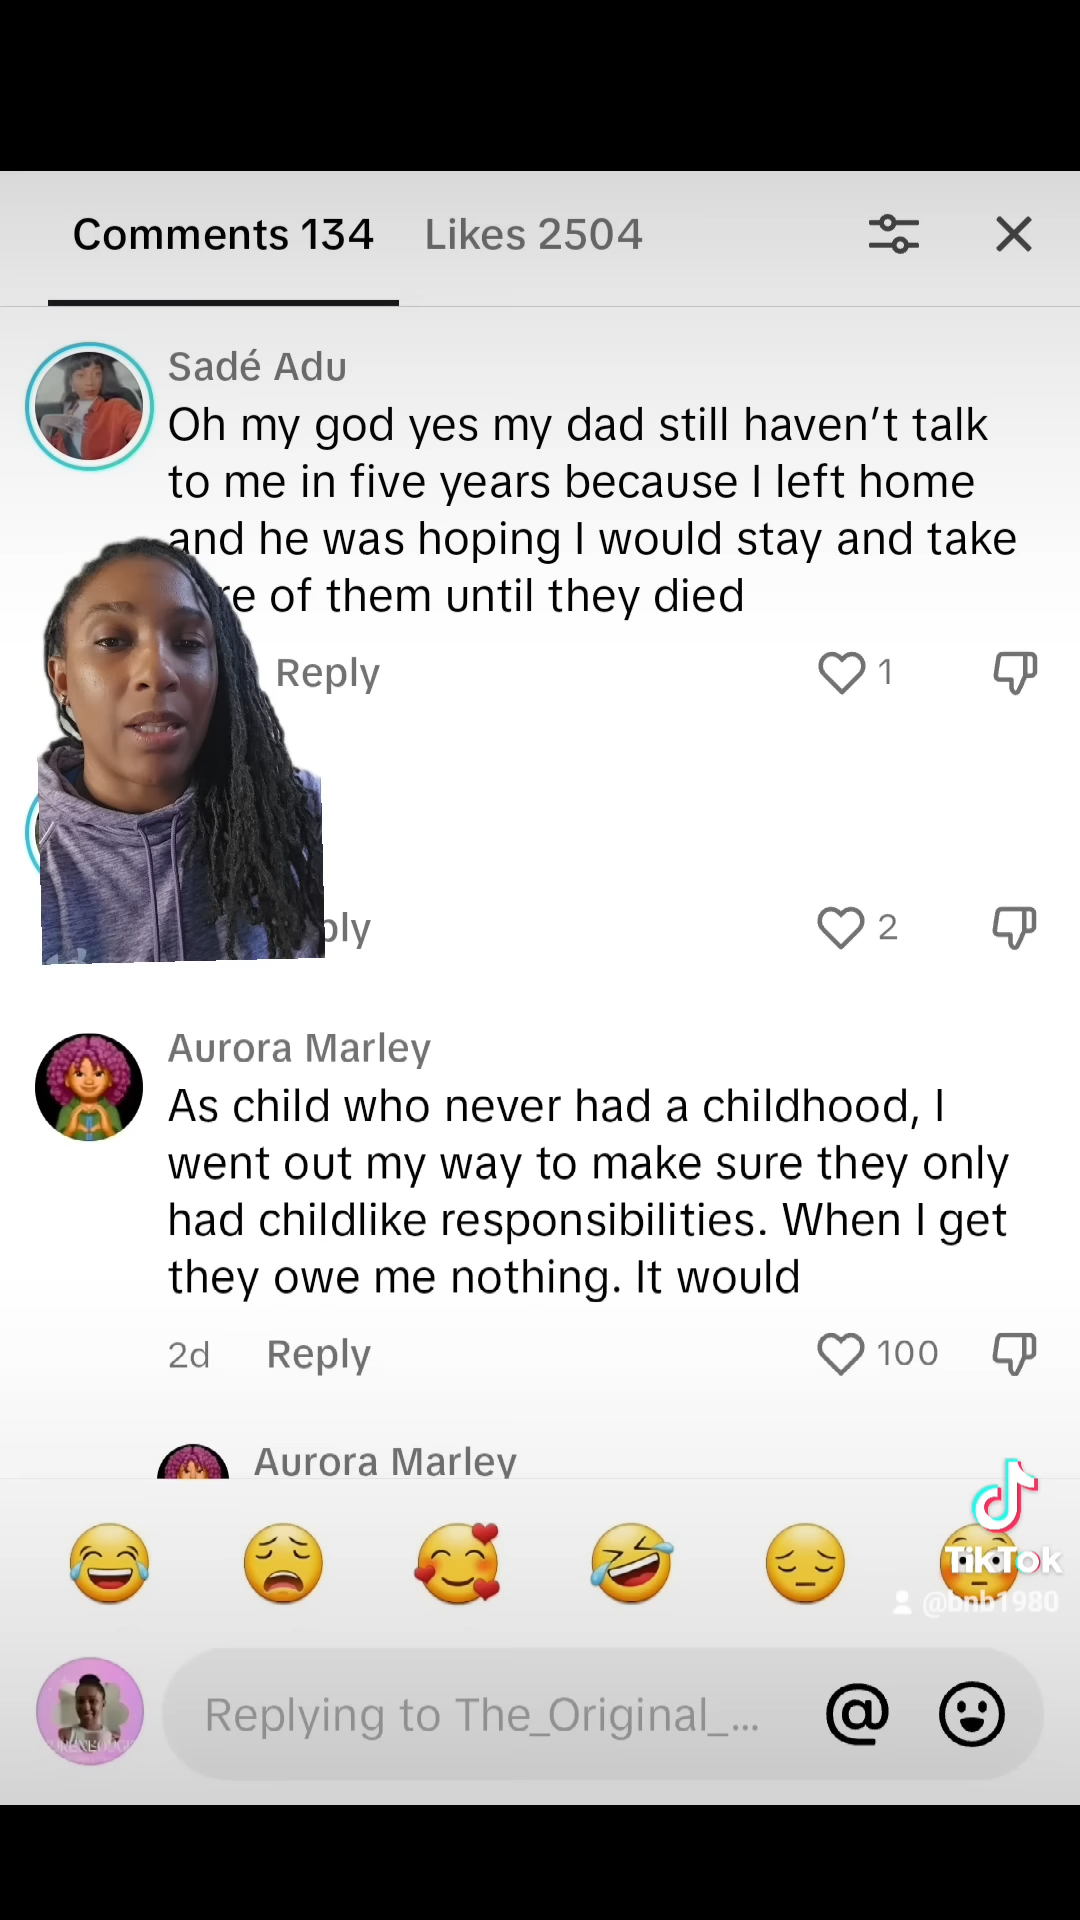 Comments 134 Likes 2504
Sadé Adu
Oh my god yes my dad still haven't talk
to me in five years because I left home
and he was hoping I would stay and take
of them until they died
Reply 1
2
Aurora Marley
As child who never had a childhood, I
went out my way to make sure they only
had childlike responsibilities. When I get
they owe me nothing. It would
2d Reply 100
Aurora Marley
TikTok
@bnb1980
Replying to The_Original_...